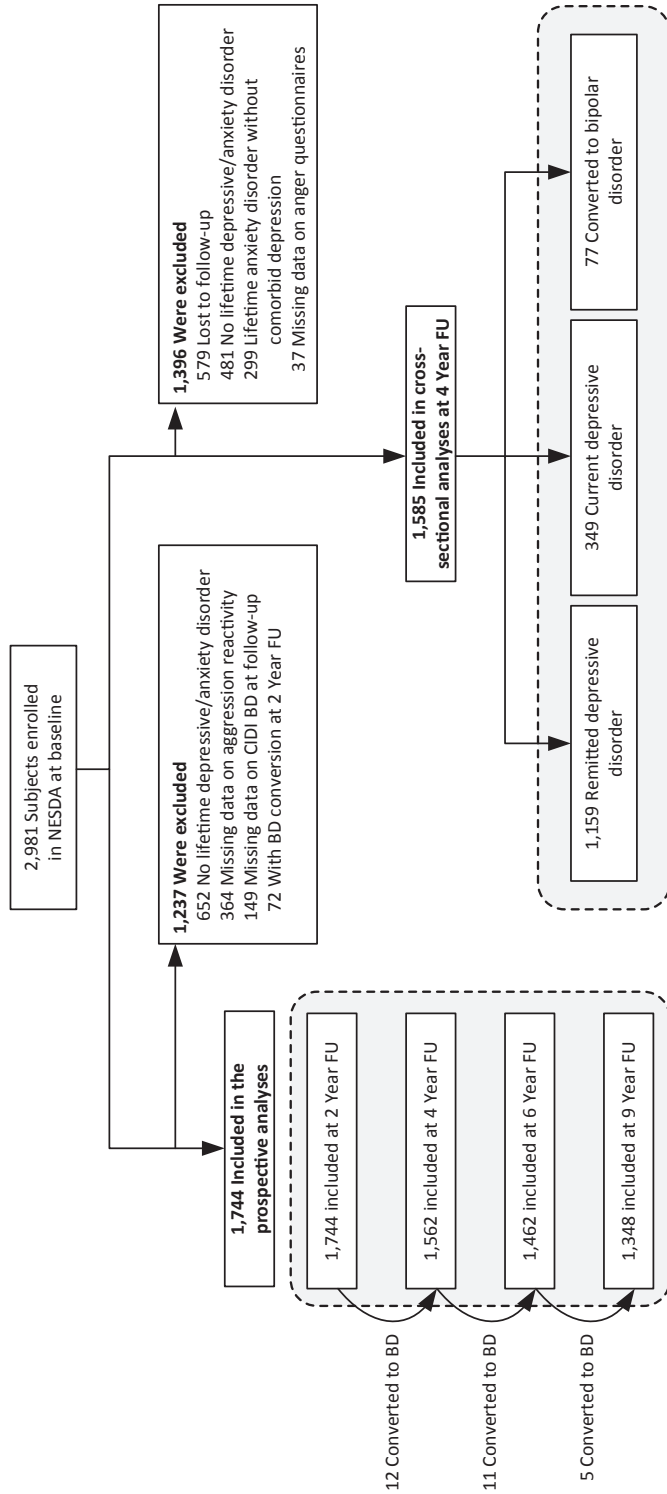 2,981 Subjects enrolled
in NESDA at baseline
1,237 Were excluded
652 No lifetime depressive/anxiety disorder
364 Missing data on aggression reactivity
149 Missing data on CIDI BD at follow-up
72 With BD conversion at 2 Year FU
1,396 Were excluded
579 Lost to follow-up
481 No lifetime depressive/anxiety disorder
299 Lifetime anxiety disorder without
comorbid depression
37 Missing data on anger questionnaires
1,744 Included in the
prospective analyses
1,744 included at 2 Year FU
12 Converted to BD
1,562 included at 4 Year FU
11 Converted to BD
1,462 included at 6 Year FU
5 Converted to BD
1,348 included at 9 Year FU
1,585 Included in cross-
sectional analyses at 4 Year FU
1,159 Remitted depressive
disorder
349 Current depressive
disorder
77 Converted to bipolar
disorder